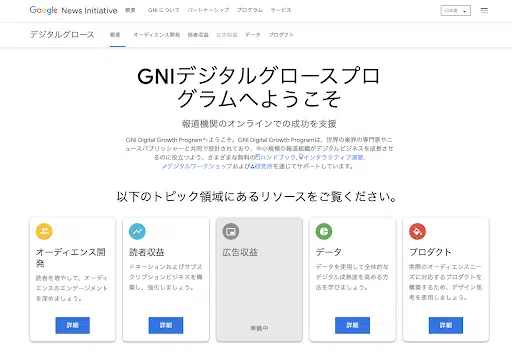 Google News Initiative 概要 GNI について パートナーシップ プログラム サービス 日本語
デジタルグロース 概要 オーディエンス開発 読者収益 広告収益 データ プロダクト
GNIデジタルグロースプロ
グラムへようこそ
報道機関のオンラインでの成功を支援
GNI Digital Growth Programへようこそ。GNI Digital Growth Programは、世界の業界の専門家やニ
ュースパブリッシャーと共同で設計されており、中小規模の報道組織がデジタルビジネスを成長させ
るのに役立つよう、さまざまな無料のハンドブック, インタラクティブ演習,
デジタルワークショップおよび研究所を通じてサポートしています。
以下のトピック領域にあるリソースをご覧ください。
オーディエンス開
発
読者を増やして、オーディ
エンスのエンゲージメント
を深めましょう。
詳細
読者収益
ドネーションおよびサブス
クリプションビジネスを構
築し、強化しましょう。
詳細
広告収益
準備中
データ
データを使用して全体的な
デジタル成熟度を高める方
法を学びましょう。
詳細
プロダクト
実際のオーディエンスニー
ズに対応するプロダクトを
構築するため、デザイン思
考を使用しましょう。
詳細